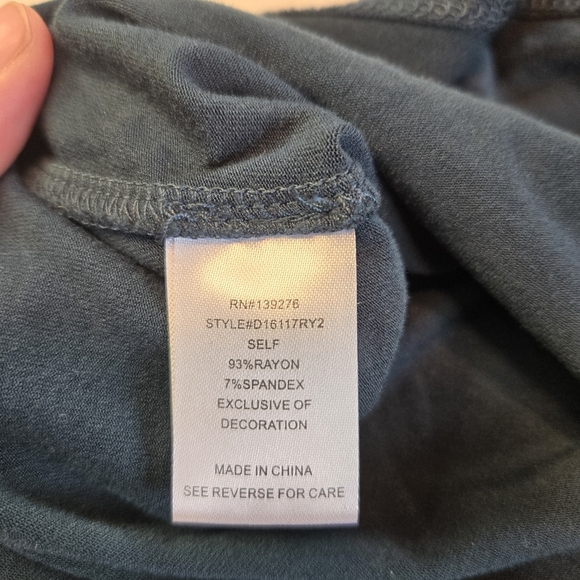 RN#139276
STYLE#D16117RY2
SELF
93%RAYON
7%SPANDEX
EXCLUSIVE OF
DECORATION
MADE IN CHINA
SEE REVERSE FOR CARE